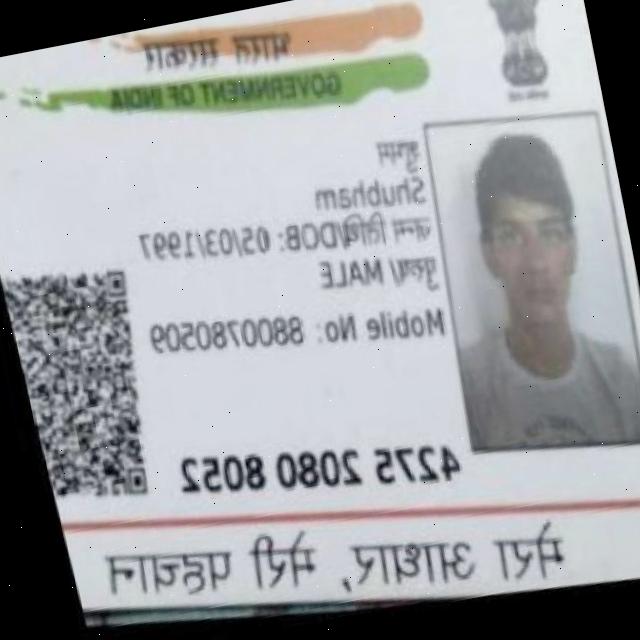 भारत सरकार
GOVERNMENT OF INDIA
शुभम
Shubham
जन्म तिथि/DOB: 05/03/1997
पुरुष/ MALE
Mobile No: 8800780509
4275 2080 8052
मेरा आधार, मेरी पहचान